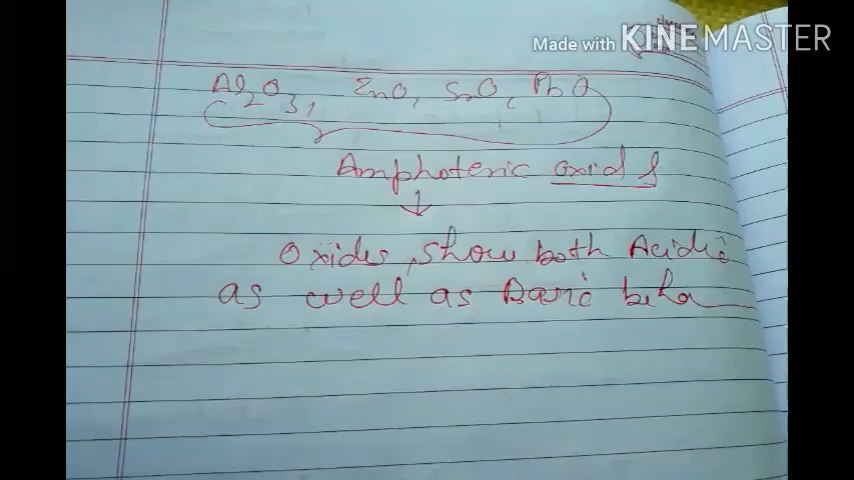 Made with KINEMASTER
Al2O3, ZnO, SnO, PbO
Amphoteric oxides
↓
Oxides, show both Acidic
as well as Basic beha